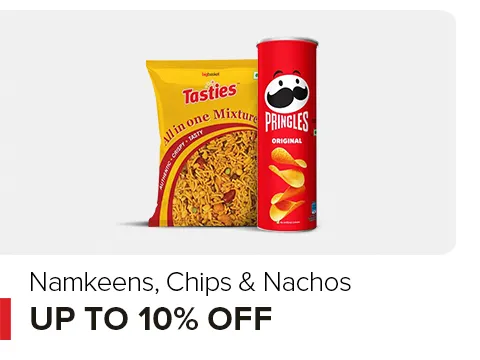 bigbasket
Tasties
All in one Mixture
AUTHENTIC • CRISPY • TASTY
PRINGLES
ORIGINAL
Namkeens, Chips & Nachos
UP TO 10% OFF